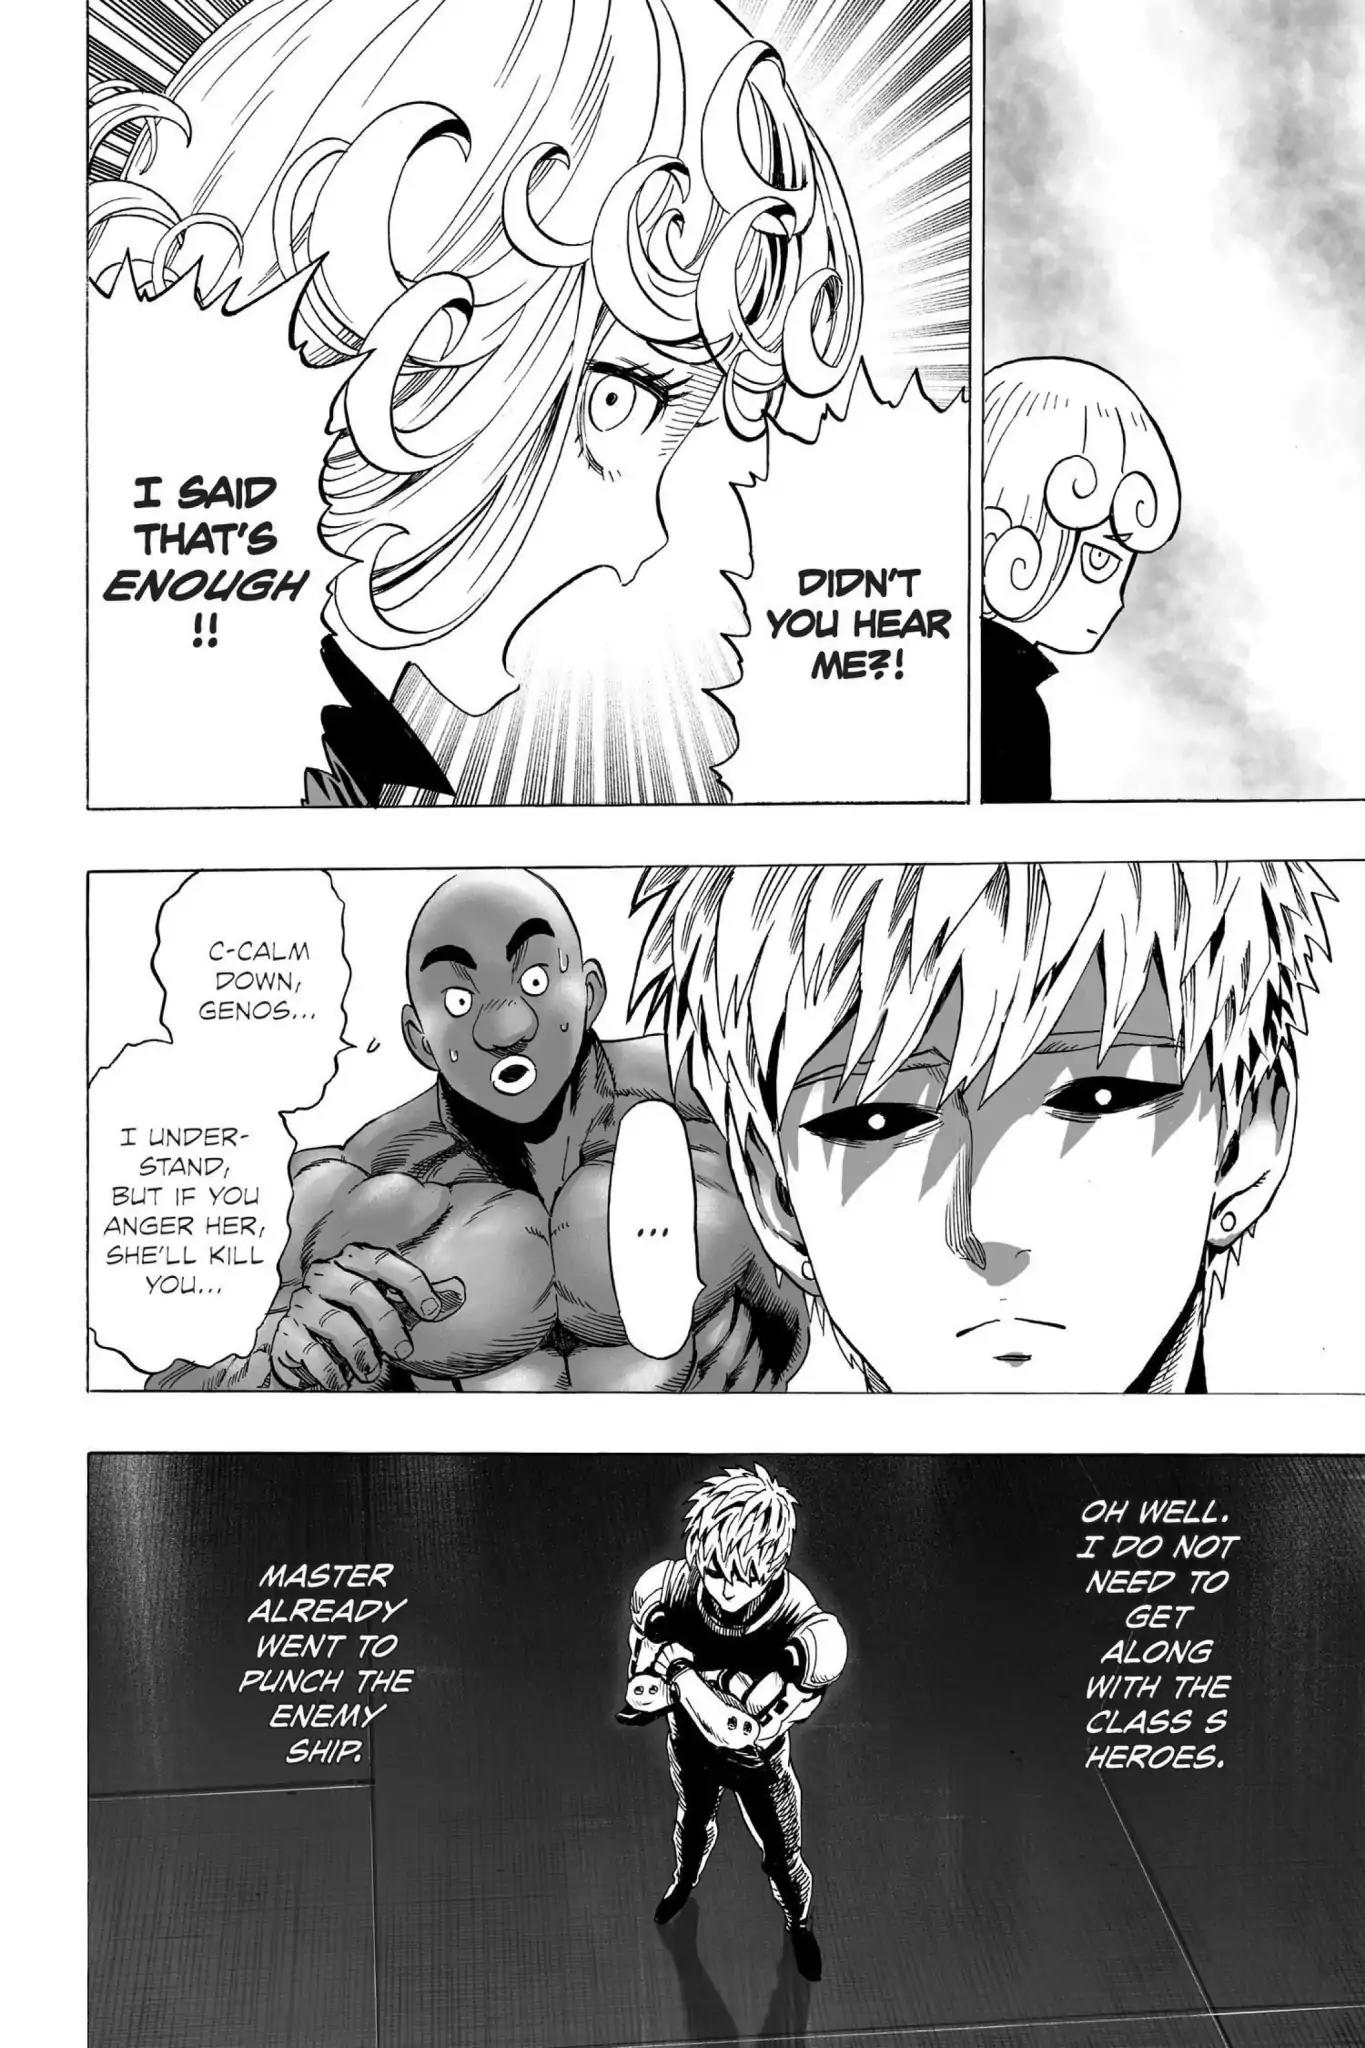 DIDN'T
YOU HEAR
ME?!
I SAID
THAT'S
ENOUGH
!!
...
C-CALM
DOWN,
GENOS...
I UNDER-
STAND,
BUT IF YOU
ANGER HER,
SHE'LL KILL
YOU...
OH WELL.
I DO NOT
NEED TO
GET
ALONG
WITH THE
CLASS S
HEROES.
MASTER
ALREADY
WENT TO
PUNCH THE
ENEMY
SHIP.